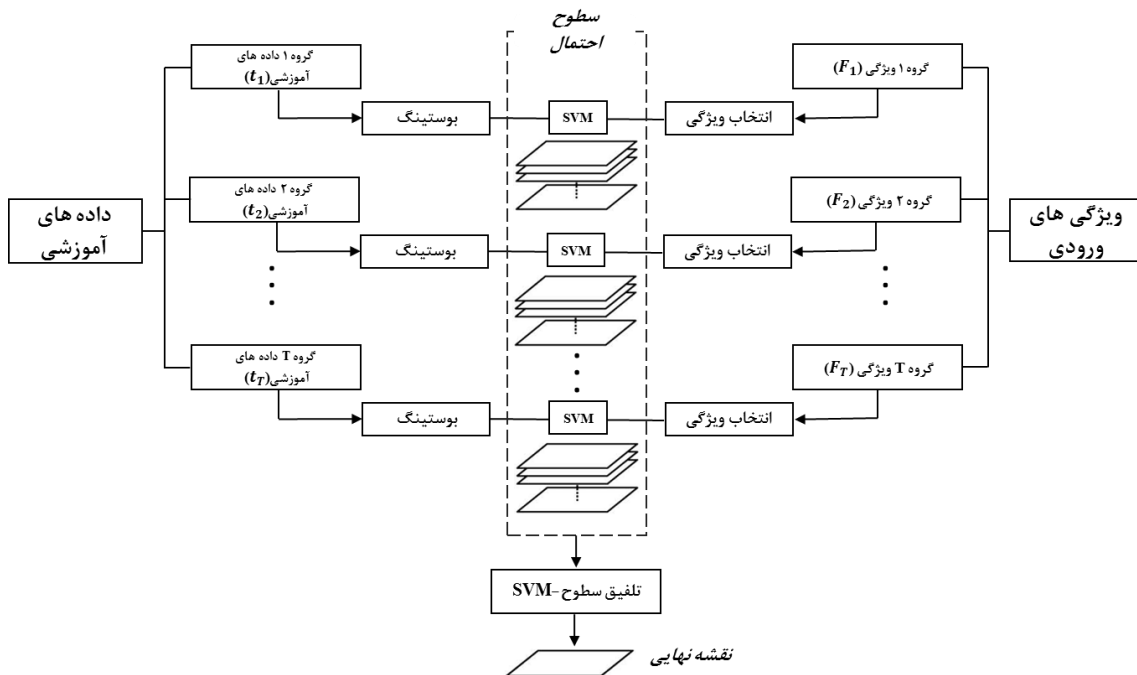 سطوح
احتمال
گروه ۱ ویژگی (F₁)
گروه ۱ داده های
آموزشی(t₁)
انتخاب ویژگی
SVM
بوستینگ
گروه ۲ ویژگی (F₂)
گروه ۲ داده های
آموزشی(t₂)
ویژگی های
ورودی
داده های
آموزشی
انتخاب ویژگی
SVM
بوستینگ
گروه T ویژگی (F_T)
گروه T داده های
آموزشی(t_T)
انتخاب ویژگی
SVM
بوستینگ
تلفیق سطوح –SVM
نقشه نهایی